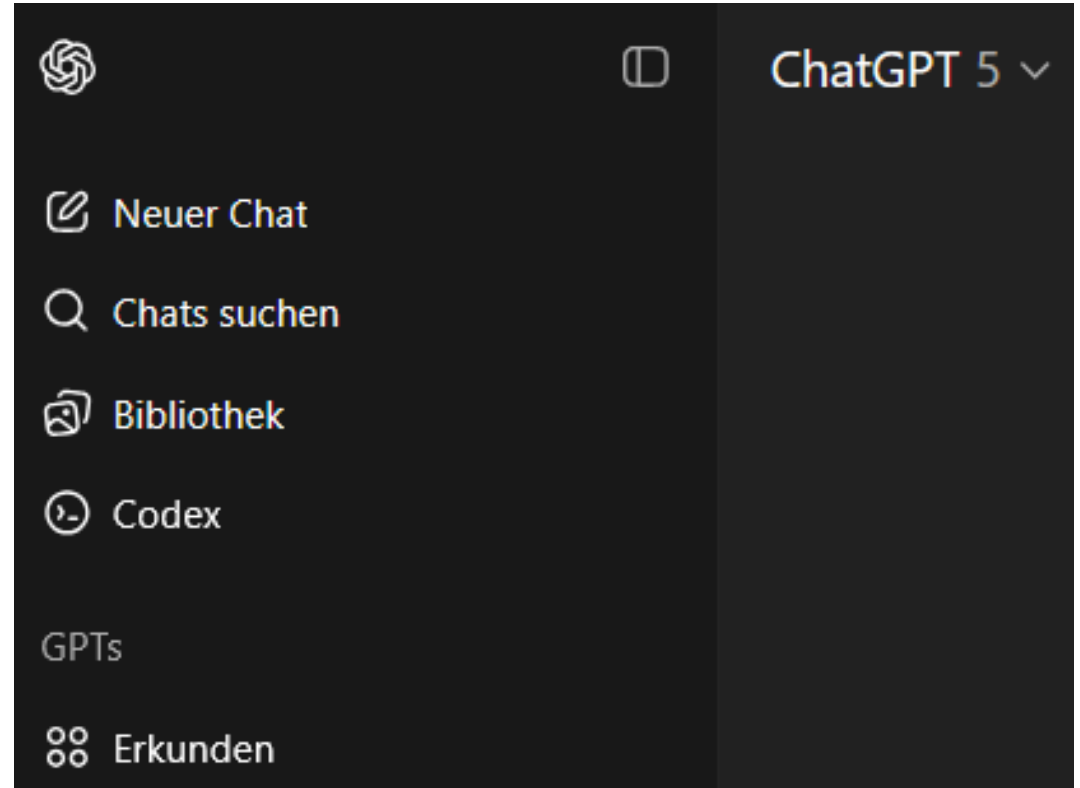 ChatGPT 5
Neuer Chat
Chats suchen
Bibliothek
Codex
GPTs
Erkunden